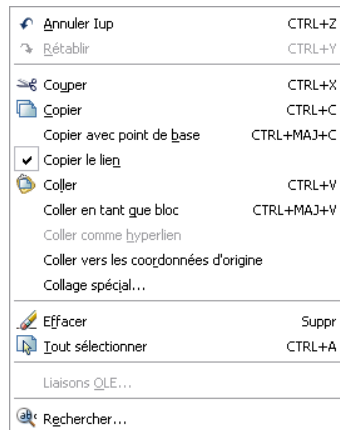 Annuler Iup CTRL+Z
Rétablir CTRL+Y
Couper CTRL+X
Copier CTRL+C
Copier avec point de base CTRL+MAJ+C
Copier le lien
Coller CTRL+V
Coller en tant que bloc CTRL+MAJ+V
Coller comme hyperlien
Coller vers les coordonnées d'origine
Collage spécial...
Effacer Suppr
Tout sélectionner CTRL+A
Liaisons OLE...
abc Rechercher...